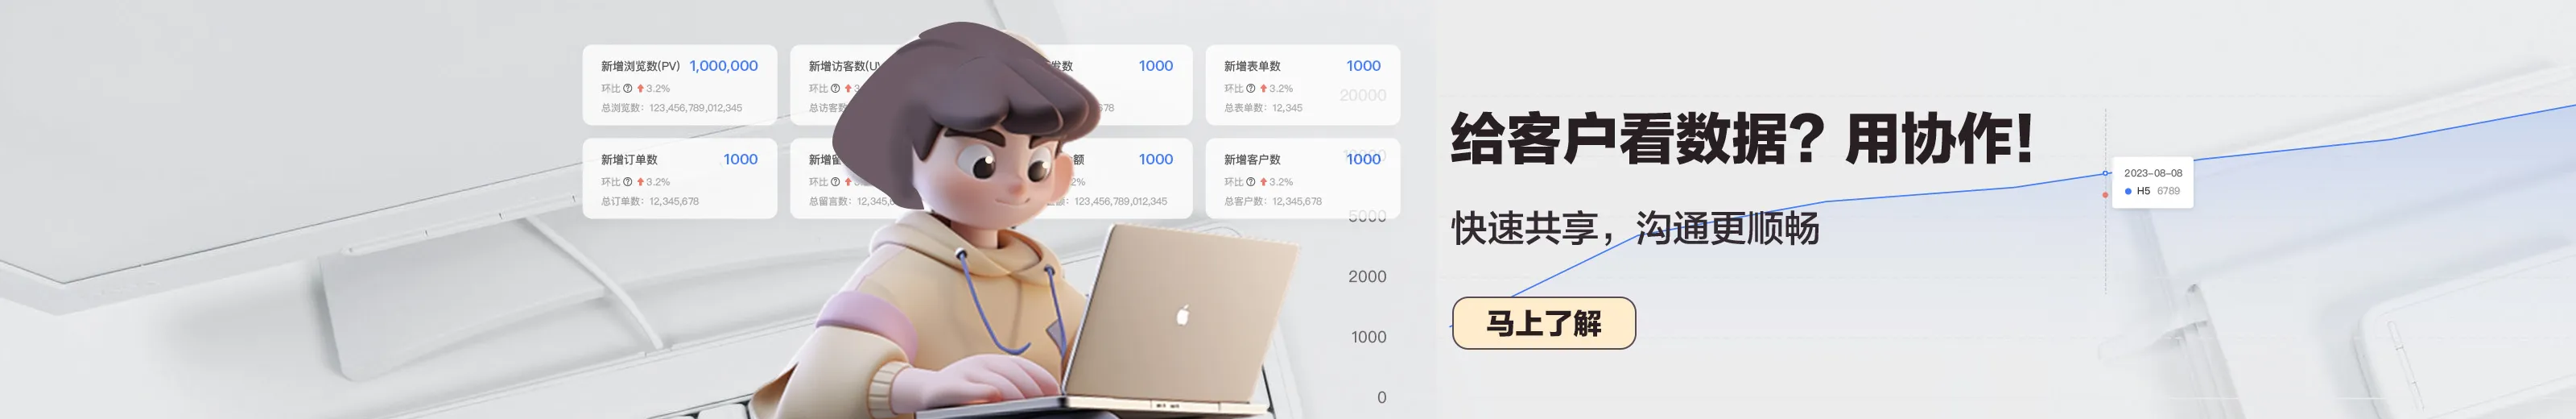 新增浏览数(PV) 1,000,000
环比 ? 3.2%
总浏览数：123,456,789,012,345
新增访客数(U
环比 ? 3
总访客数
发数 1000
678
新增表单数 1000
环比 ? 3.2%
总表单数：12,345
20000
新增订单数 1000
环比 ? 3.2%
总订单数：12,345,678
新增留
环比 ?
总留言数：12,345,6
额 1000
2%
额：123,456,789,012,345
新增客户数 1000
环比 ? 3.2%
总客户数：12,345,678
5000
2000
1000
0
给客户看数据？用协作！
快速共享，沟通更顺畅
马上了解
2023-08-08
H5 6789